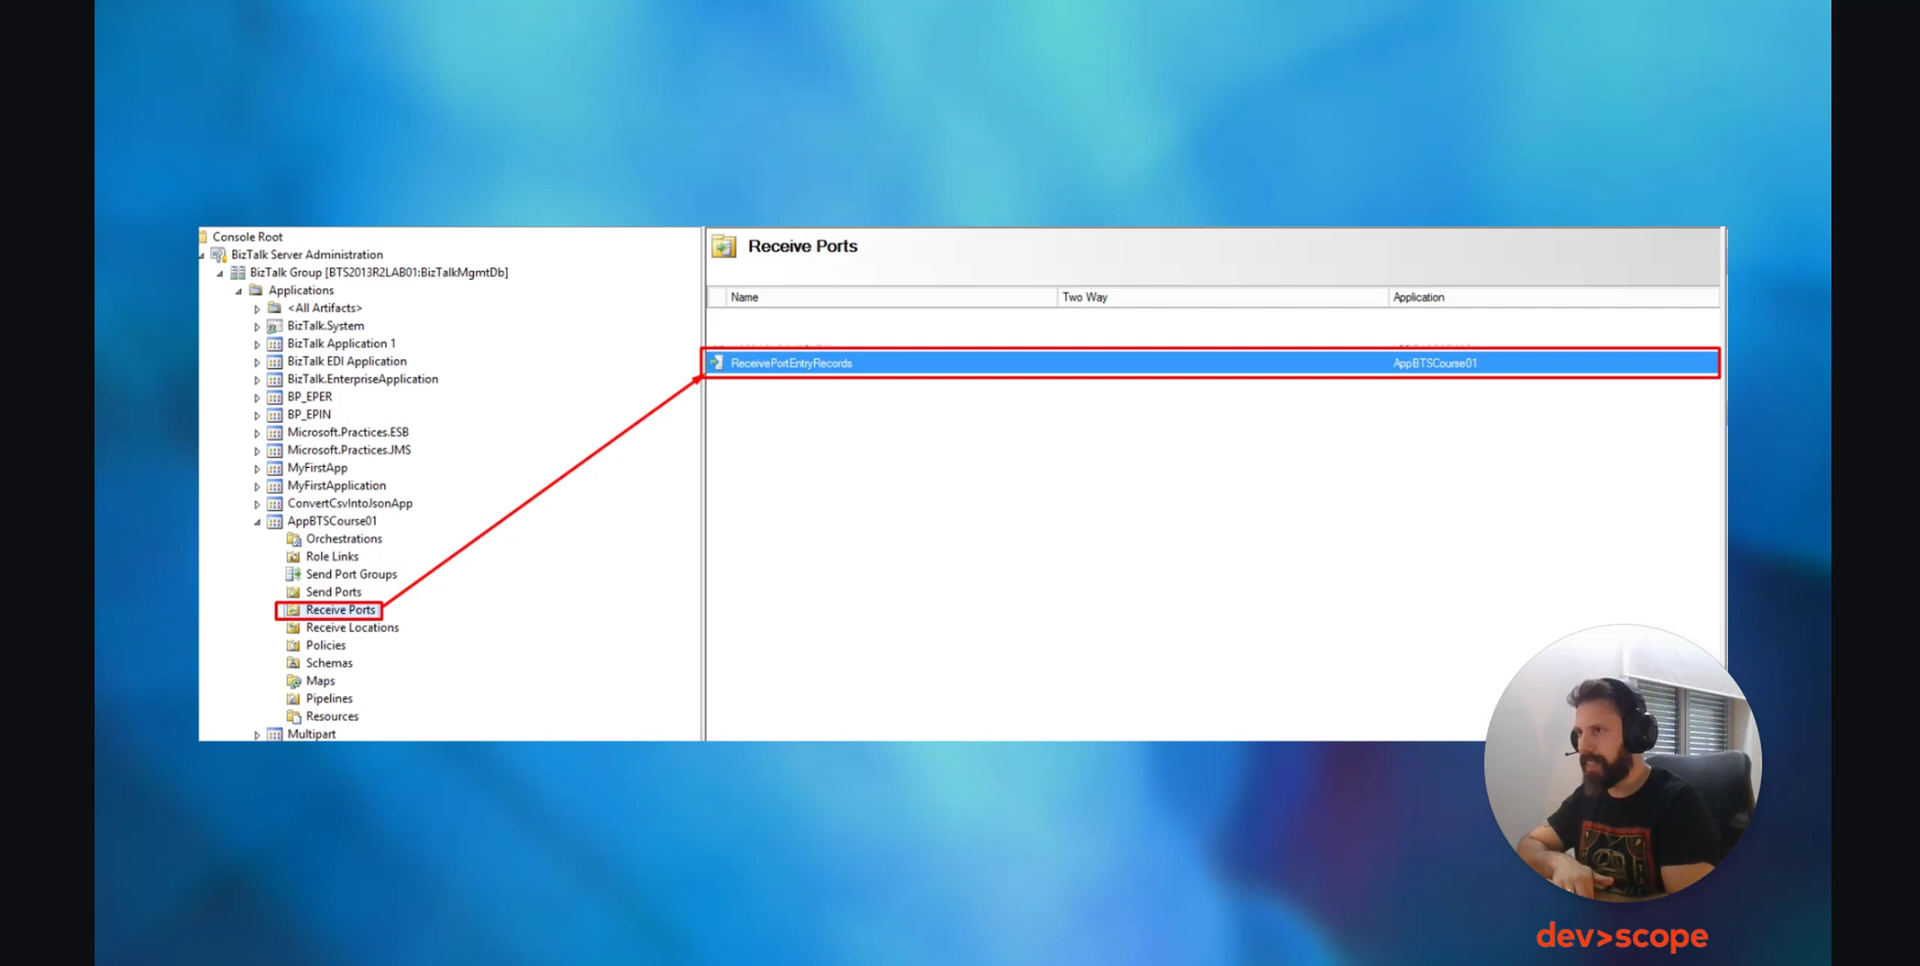 Console Root
BizTalk Server Administration
BizTalk Group [BTS2013R2LAB01:BizTalkMgmtDb]
Applications
<All Artifacts>
BizTalk.System
BizTalk Application 1
BizTalk EDI Application
BizTalk.EnterpriseApplication
BP_EPER
BP_EPIN
Microsoft.Practices.ESB
Microsoft.Practices.JMS
MyFirstApp
MyFirstApplication
ConvertCsvIntoJsonApp
AppBTSCourse01
Orchestrations
Role Links
Send Port Groups
Send Ports
Receive Ports
Receive Locations
Policies
Schemas
Maps
Pipelines
Resources
Multipart
Receive Ports
Name Two Way Application
ReceivePortEntryRecords AppBTSCourse01
dev>scope